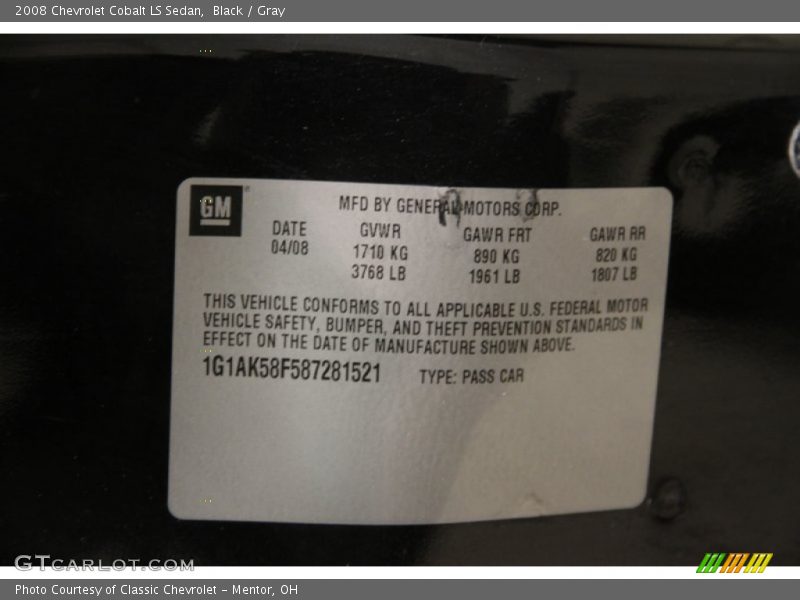 2008 Chevrolet Cobalt LS Sedan, Black / Gray
GM
MFD BY GENERAL MOTORS CORP.
DATE GVWR GAWR FRT GAWR RR
04/08 1710 KG 890 KG 820 KG
3768 LB 1961 LB 1807 LB
THIS VEHICLE CONFORMS TO ALL APPLICABLE U.S. FEDERAL MOTOR
VEHICLE SAFETY, BUMPER, AND THEFT PREVENTION STANDARDS IN
EFFECT ON THE DATE OF MANUFACTURE SHOWN ABOVE.
1G1AK58F587281521 TYPE: PASS CAR
GTCARLOT.COM
Photo Courtesy of Classic Chevrolet - Mentor, OH